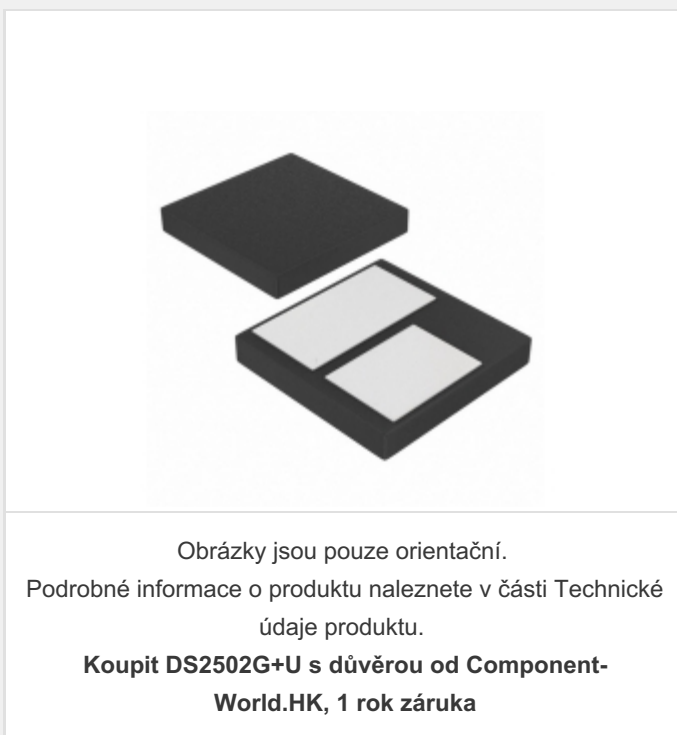 Obrázky jsou pouze orientační.
Podrobné informace o produktu naleznete v části Technické
údaje produktu.
Koupit DS2502G+U s důvěrou od Component-
World.HK, 1 rok záruka